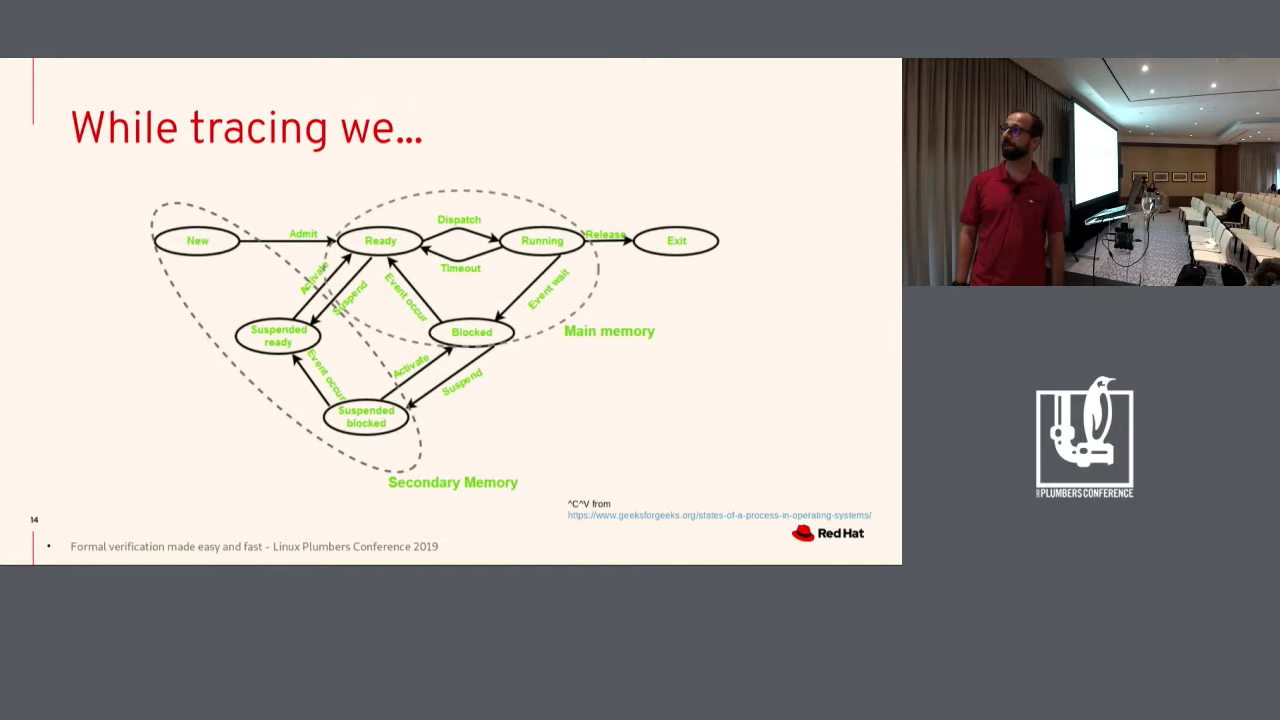 While tracing we...
Dispatch
Admit
Release
New
Ready
Running
Exit
Timeout
Activate
Suspend
Event occur
Event wait
Suspended
ready
Blocked
Main memory
Event occur
Activate
Suspend
Suspended
blocked
Secondary Memory
^C^V from
https://www.geeksforgeeks.org/states-of-a-process-in-operating-systems/
14
Red Hat
• Formal verification made easy and fast - Linux Plumbers Conference 2019
PLUMBERS CONFERENCE